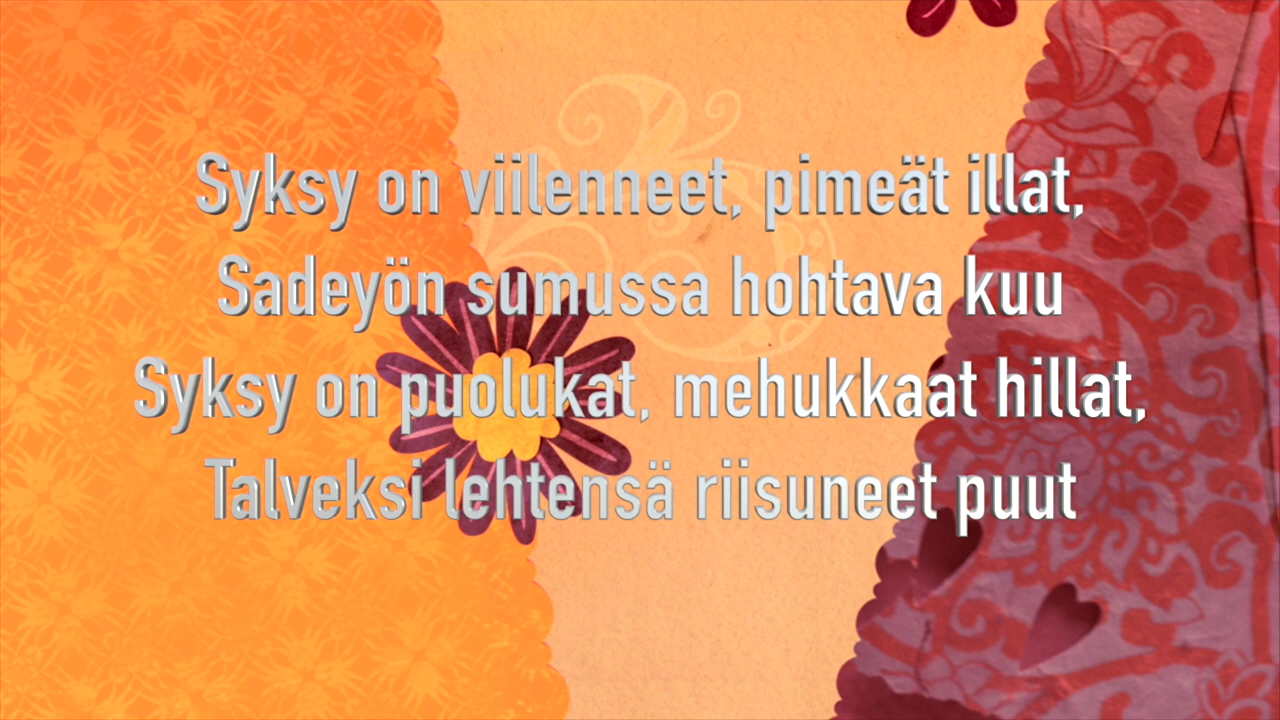 Syksy on viilenneet, pimeät illat,
Sadeyön sumussa hohtava kuu
Syksy on puolukat, mehukkaat hillat,
Talveksi lehtensä riisuneet puut